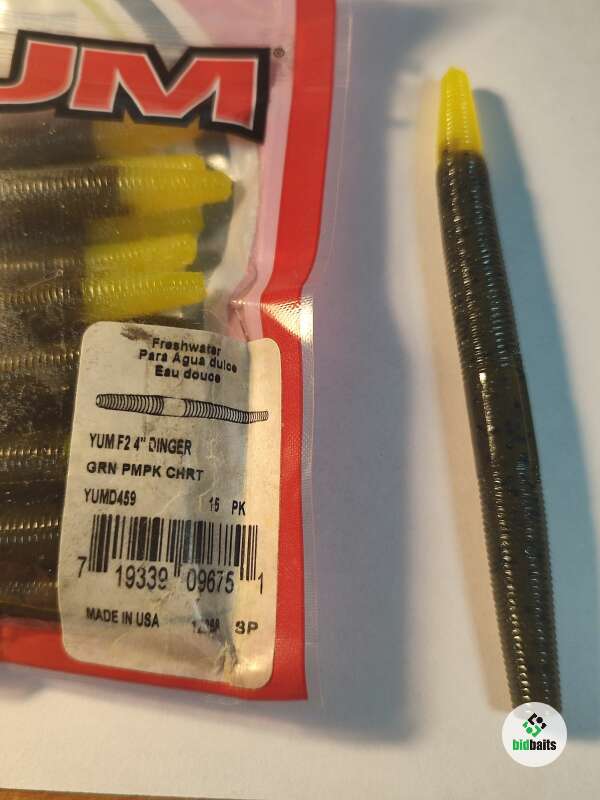 UM®
Freshwater
Para Agua dulce
Eau douce
YUM F2 4" DINGER
GRN PMPK CHRT
YUMD459 15 PK
7 19339 09675 1
MADE IN USA SP
bidbaits